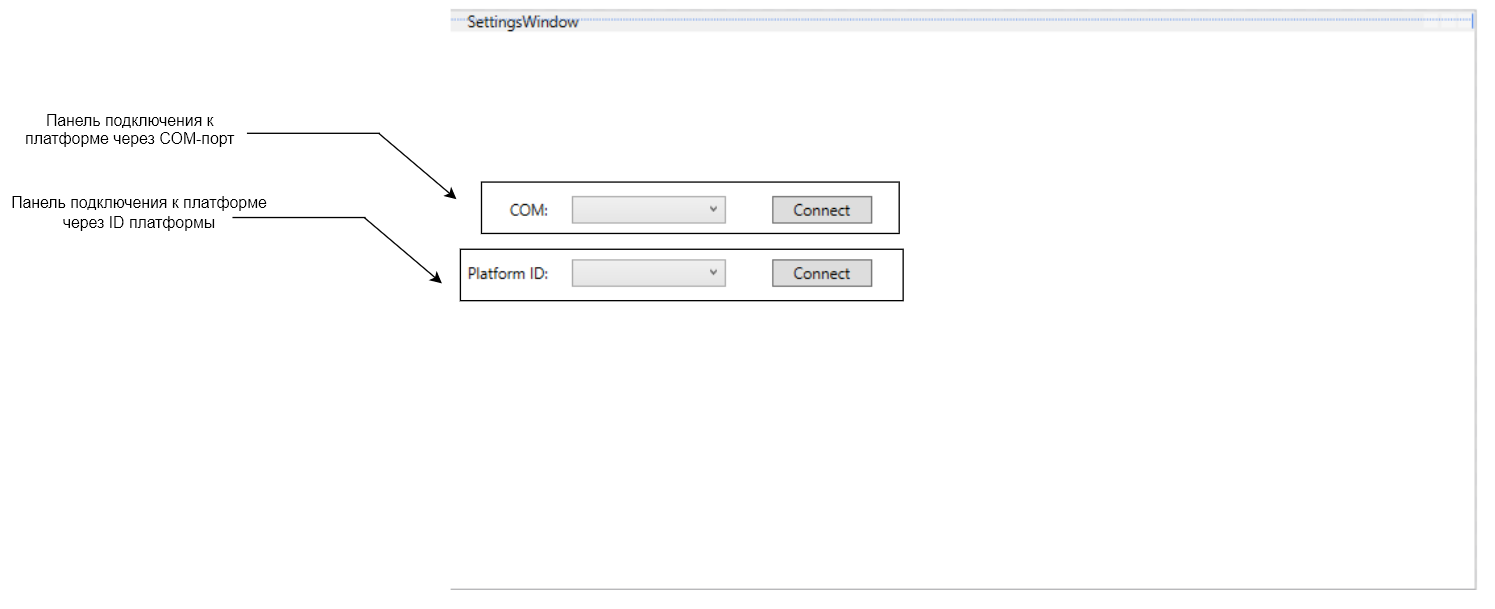 SettingsWindow
Панель подключения к
платформе через COM-порт
Панель подключения к платформе
через ID платформы
COM:
Connect
Platform ID:
Connect